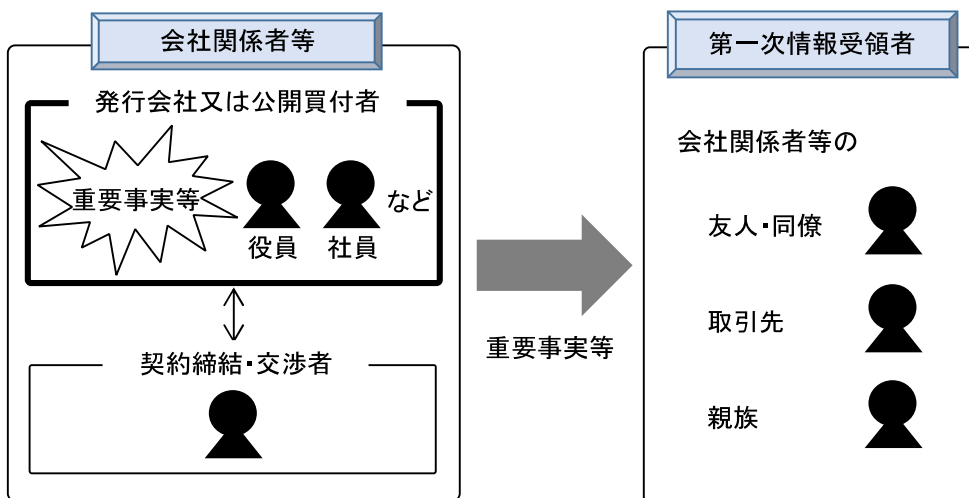 会社関係者等
発行会社又は公開買付者
重要事実等
役員
社員
など
契約締結・交渉者
重要事実等
第一次情報受領者
会社関係者等の
友人・同僚
取引先
親族